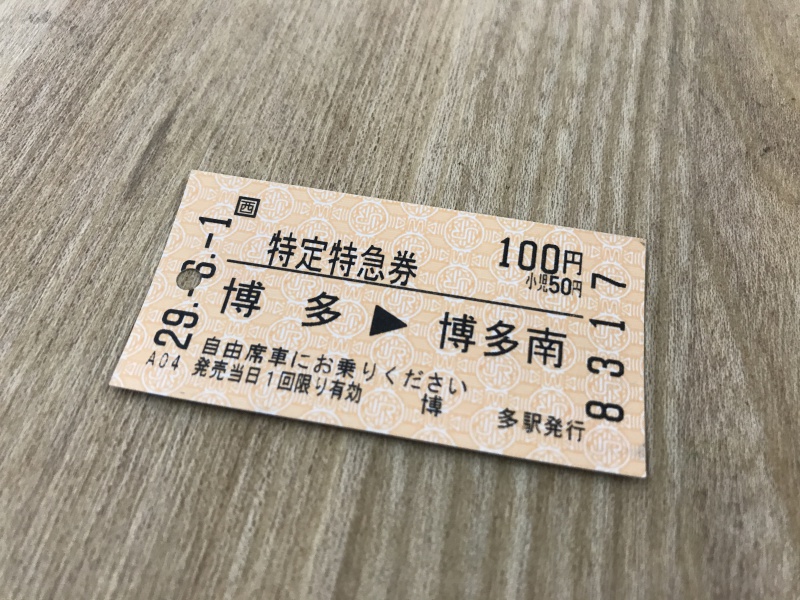 西
特定特急券
100円
小児50円
博多▶博多南
自由席車にお乗りください
発売当日1回限り有効
博多駅発行
29.-8.-1
A04
8317